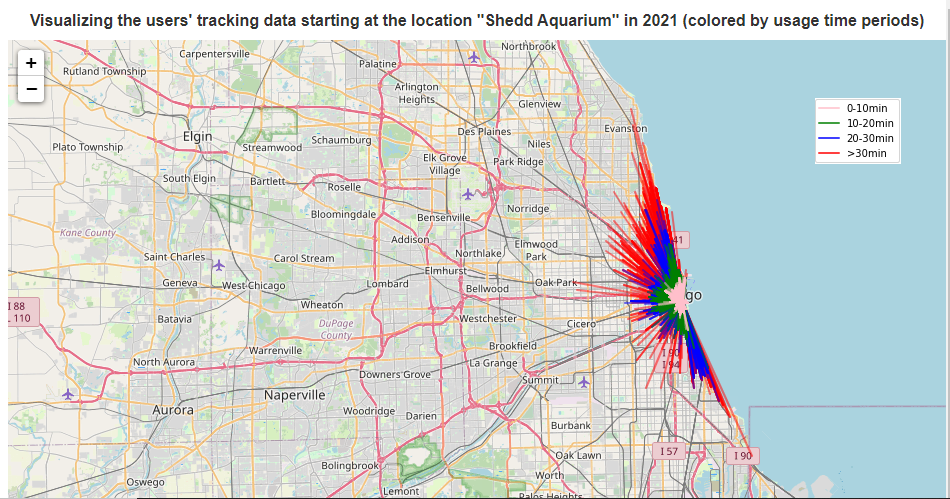 Visualizing the users' tracking data starting at the location "Shedd Aquarium" in 2021 (colored by usage time periods)
+
−
0-10min
10-20min
20-30min
>30min
Northbrook
Carpentersville
Palatine
Rutland Township
Arlington
Heights
Glenview
Evanston
Des Plaines
Elgin
Schaumburg
Niles
Plato Township
Streamwood
Elk Grove
Village
Park Ridge
South Elgin
Bartlett
Roselle
Norridge
Bloomingdale
Bensenville
Kane County
Addison
41
Elmwood
Park
Saint Charles
Carol Stream
Northlake
Elmhurst
Geneva
West Chicago
Lombard
Bellwood
Oak Park
go
I 88
110
Wheaton
Batavia
DuPage
County
Westchester
Cicero
Warrenville
Brookfield
I 90
I 94
North Aurora
La Grange
Downers Grove
Summit
Naperville
Aurora
Woodridge
Darien
Burbank
I 57
I 90
Oak Lawn
Bolingbrook
Worth
Oswego
Lemont
Palos Heights